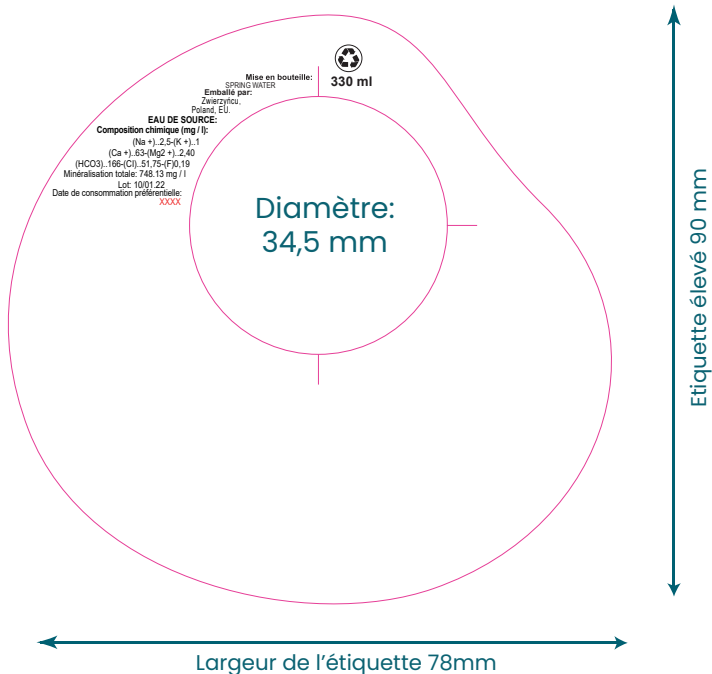 Mise en bouteille:
SPRING WATER
330 ml
Emballé par:
Zwierzyńcu,
Poland, EU.
EAU DE SOURCE:
Composition chimique (mg / l):
(Na +)..2,5-(K +)..1
(Ca +)..63-(Mg2 +)..2,40
(HCO3)..166-(Cl)..51,75-(F)0,19
Minéralisation totale: 748.13 mg / l
Lot: 10/01.22
Date de consommation préférentielle:
XXXX
Diamètre:
34,5 mm
Etiquette élevé 90 mm
Largeur de l'étiquette 78mm